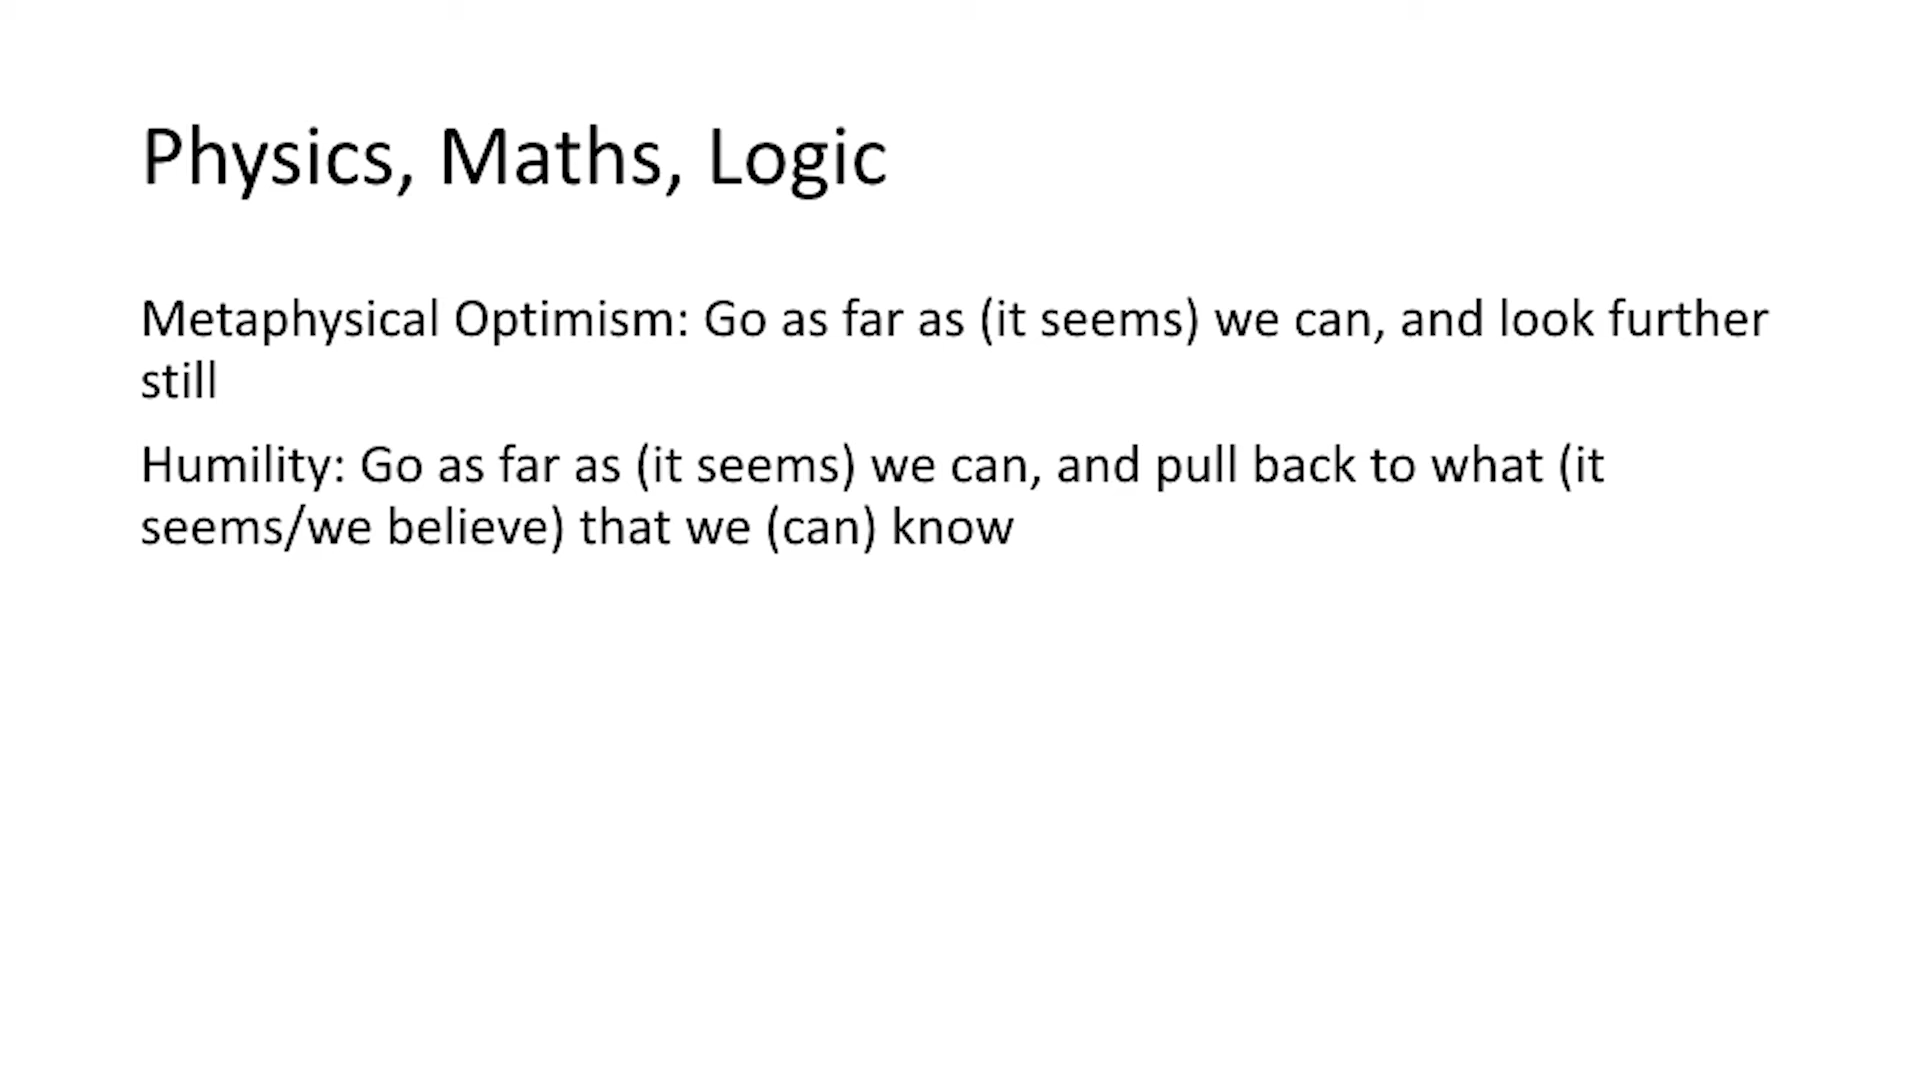 Physics, Maths, Logic
Metaphysical Optimism: Go as far as (it seems) we can, and look further
still
Humility: Go as far as (it seems) we can, and pull back to what (it
seems/we believe) that we (can) know